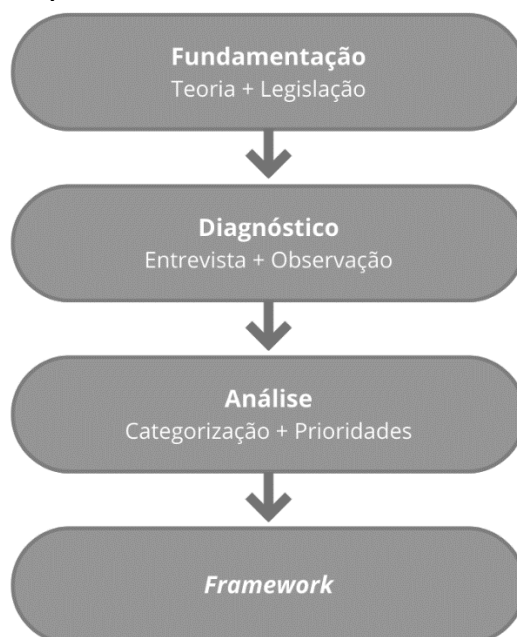 Fundamentação
Teoria + Legislação
Diagnóstico
Entrevista + Observação
Análise
Categorização + Prioridades
Framework